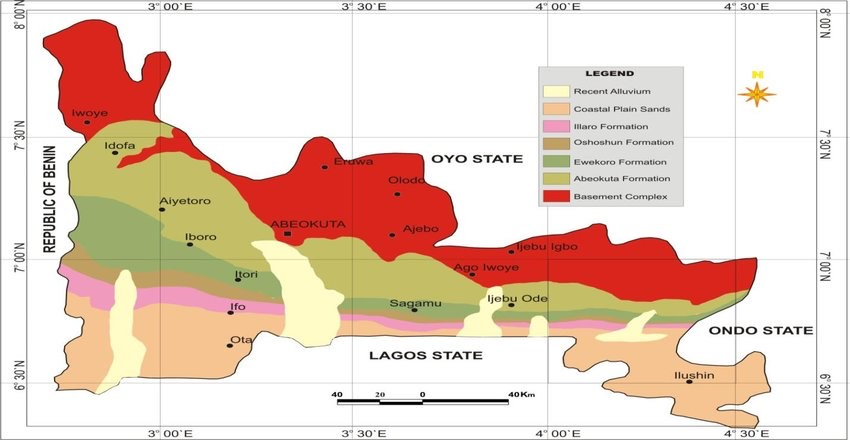 3°00´E 3°30´E 4°00´E 4°30´E
8°00´N 8°00´N
N
LEGEND
Recent Alluvium
Coastal Plain Sands
Illaro Formation
Oshoshun Formation
Ewekoro Formation
Abeokuta Formation
Basement Complex
Iwoye
7°30´N 7°30´N
Idofa
Eruwa
OYO STATE
Olodo
REPUBLIC OF BENIN
Aiyetoro
ABEOKUTA
Ajebo
Iboro
Ijebu Igbo
7°00´N 7°00´N
Ago Iwoye
Itori
Ijebu Ode
Ifo
Sagamu
ONDO STATE
Ota
LAGOS STATE
Ilushin
6°30´N 6°30´N
40 20 0 40 Km
3°00´E 3°30´E 4°00´E 4°30´E